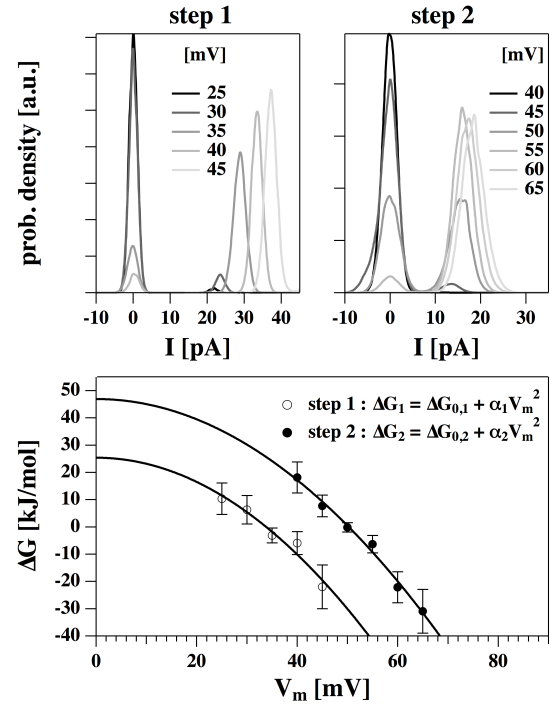 step 1 step 2
[mV] [mV]
25 40
30 45
35 50
40 55
45 60
65
prob. density [a.u.]
-10 0 10 20 30 40 -10 0 10 20 30
I [pA] I [pA]
50
40
30
20
10
0
-10
-20
-30
-40
ΔG [kJ/mol]
step 1 : ΔG₁ = ΔG₀,₁ + α₁Vₘ²
step 2 : ΔG₂ = ΔG₀,₂ + α₂Vₘ²
0 20 40 60 80
Vₘ [mV]